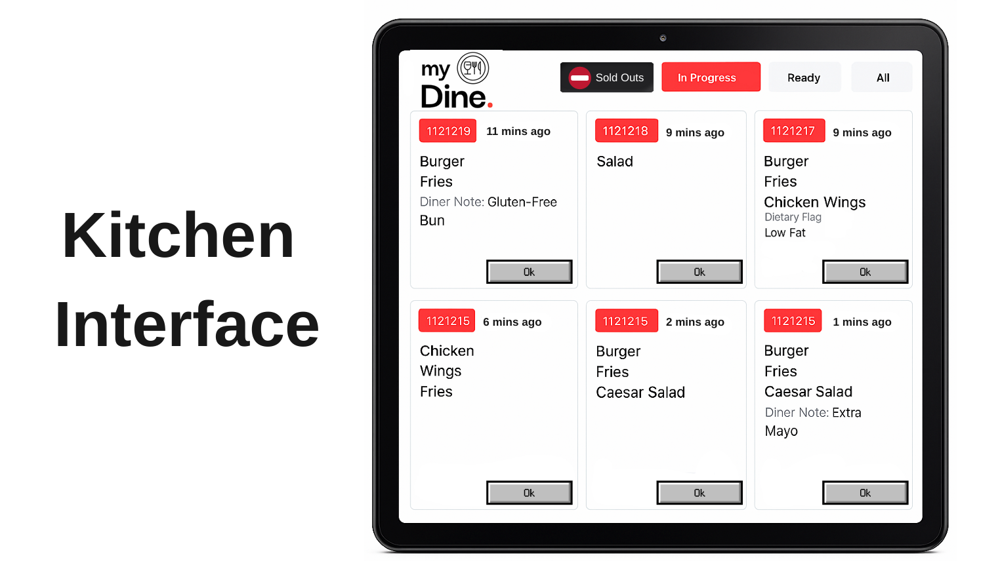 Kitchen
Interface
my
Dine.
Sold Outs
In Progress
Ready
All
1121219 11 mins ago
Burger
Fries
Diner Note: Gluten-Free
Bun
Ok
1121218 9 mins ago
Salad
Ok
1121217 9 mins ago
Burger
Fries
Chicken Wings
Dietary Flag
Low Fat
Ok
1121215 6 mins ago
Chicken
Wings
Fries
Ok
1121215 2 mins ago
Burger
Fries
Caesar Salad
Ok
1121215 1 mins ago
Burger
Fries
Caesar Salad
Diner Note: Extra
Mayo
Ok